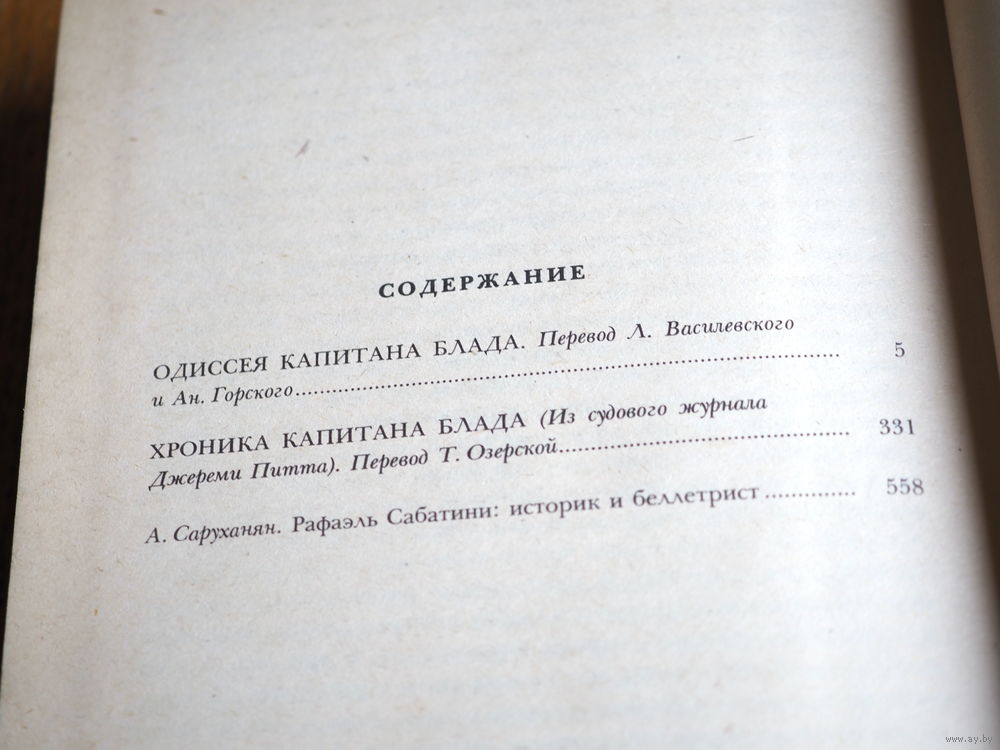 СОДЕРЖАНИЕ
ОДИССЕЯ КАПИТАНА БЛАДА. Перевод Л. Василевского
и Ан. Горского.................................................................... 5
ХРОНИКА КАПИТАНА БЛАДА (Из судового журнала
Джереми Питта). Перевод Т. Озерской..................................... 331
А. Саруханян. Рафаэль Сабатини: историк и беллетрист ............. 558
www.ay.by